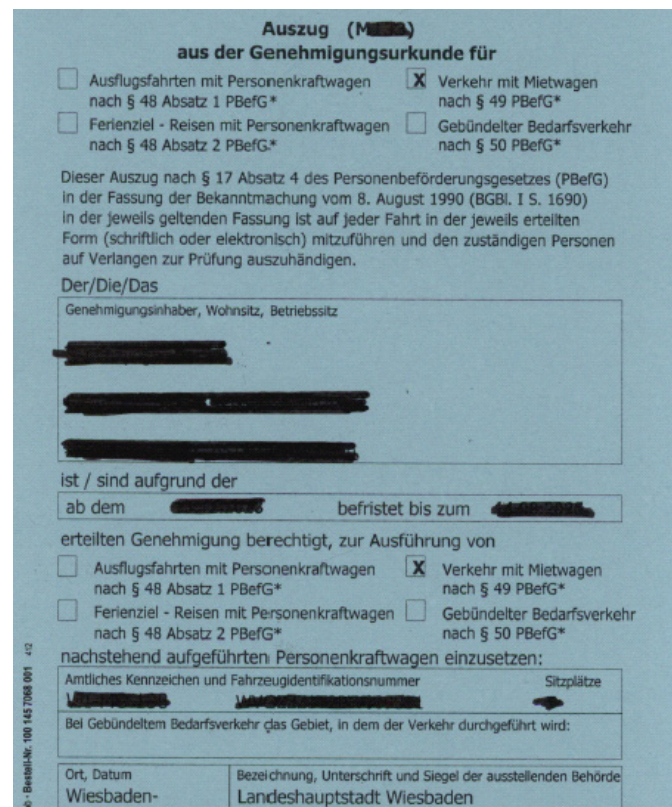 Auszug (M
aus der Genehmigungsurkunde für
Ausflugsfahrten mit Personenkraftwagen
nach § 48 Absatz 1 PBefG*
X Verkehr mit Mietwagen
nach § 49 PBefG*
Ferienziel - Reisen mit Personenkraftwagen
nach § 48 Absatz 2 PBefG*
Gebündelter Bedarfsverkehr
nach § 50 PBefG*
Dieser Auszug nach § 17 Absatz 4 des Personenbeförderungsgesetzes (PBefG)
in der Fassung der Bekanntmachung vom 8. August 1990 (BGBl. I S. 1690)
in der jeweils geltenden Fassung ist auf jeder Fahrt in der jeweils erteilten
Form (schriftlich oder elektronisch) mitzuführen und den zuständigen Personen
auf Verlangen zur Prüfung auszuhändigen.
Der/Die/Das
Genehmigungsinhaber, Wohnsitz, Betriebssitz
ist / sind aufgrund der
ab dem befristet bis zum
erteilten Genehmigung berechtigt, zur Ausführung von
Ausflugsfahrten mit Personenkraftwagen
nach § 48 Absatz 1 PBefG*
X Verkehr mit Mietwagen
nach § 49 PBefG*
Ferienziel - Reisen mit Personenkraftwagen
nach § 48 Absatz 2 PBefG*
Gebündelter Bedarfsverkehr
nach § 50 PBefG*
nachstehend aufgeführten Personenkraftwagen einzusetzen:
Amtliches Kennzeichen und Fahrzeugidentifikationsnummer Sitzplätze
Bei Gebündeltem Bedarfsverkehr das Gebiet, in dem der Verkehr durchgeführt wird:
Ort, Datum
Wiesbaden-
Bezeichnung, Unterschrift und Siegel der ausstellenden Behörde
Landeshauptstadt Wiesbaden
- Bestell-Nr. 100 145 7068 001 412